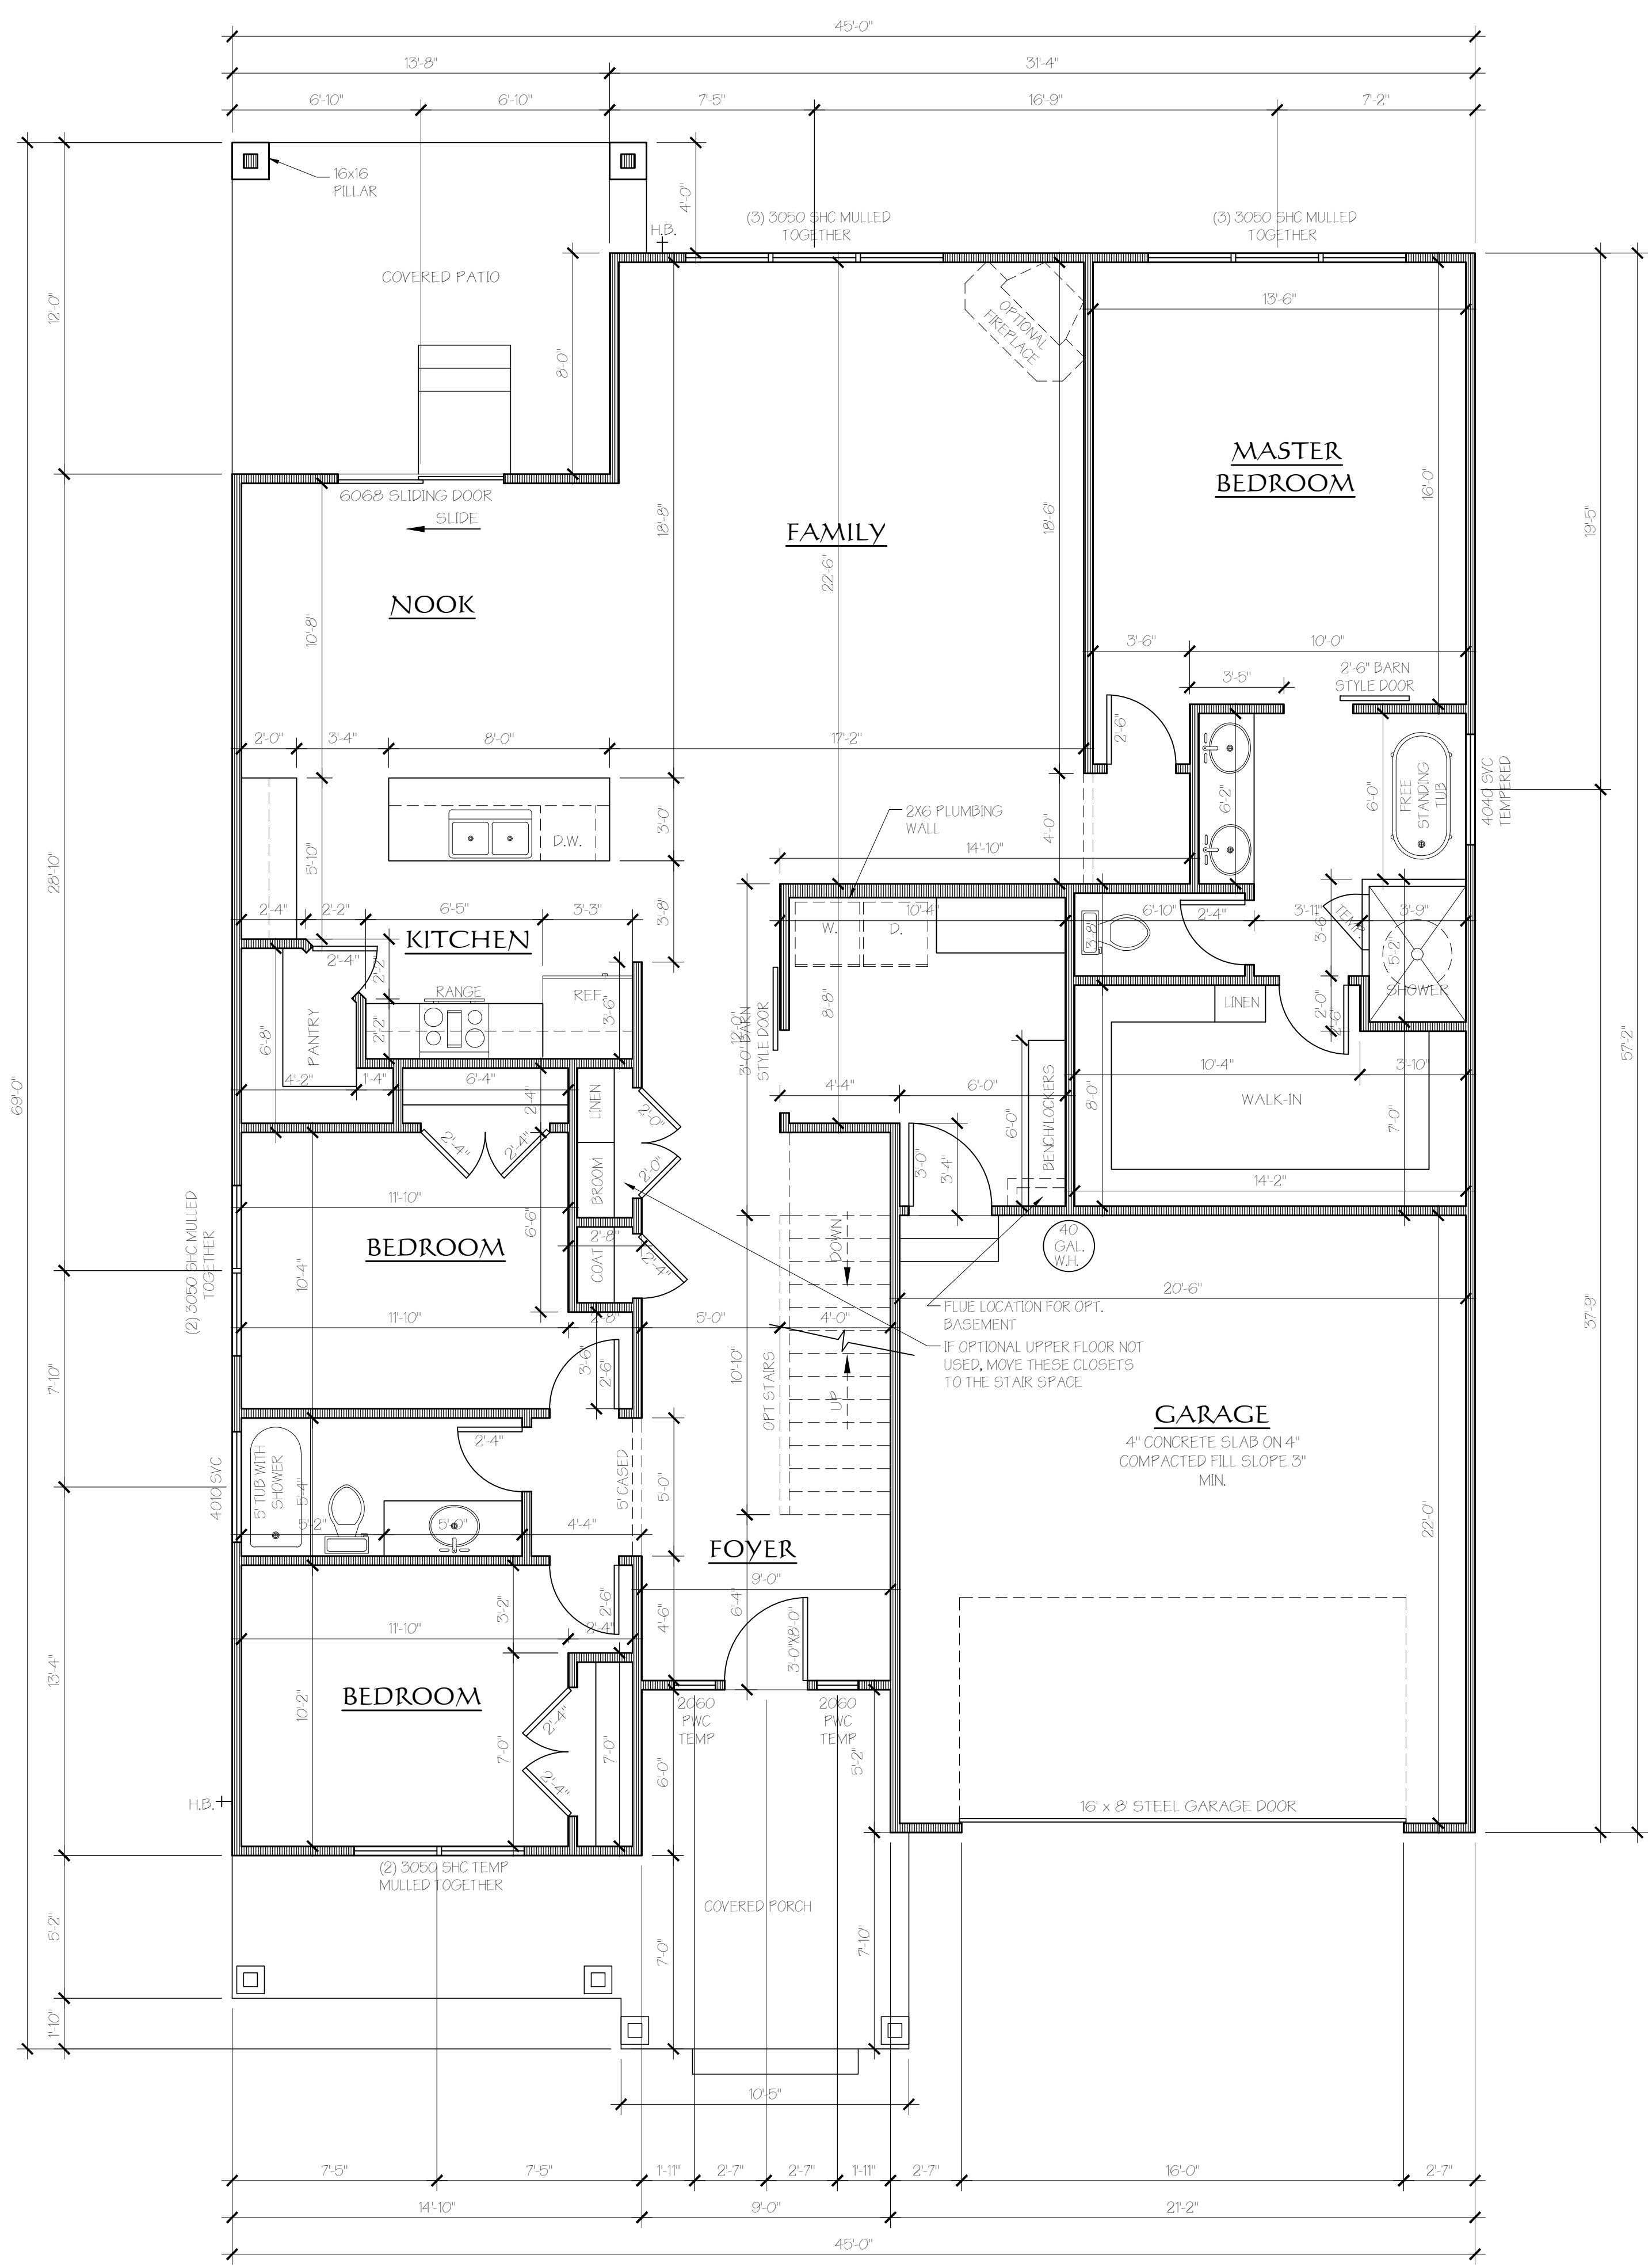 45'-0"
13'-8"
31'-4"
6'-10"
6'-10"
7'-5"
16'-9"
7'-2"
16x16
PILLAR
4'-0"
H.B.
(3) 3050 SHC MULLED
TOGETHER
(3) 3050 SHC MULLED
TOGETHER
COVERED PATIO
12'-0"
8'-0"
OPTIONAL
FIREPLACE
13'-6"
MASTER
BEDROOM
16'-0"
6068 SLIDING DOOR
SLIDE
18'-8"
FAMILY
22'-6"
18'-6"
19'-5"
NOOK
10'-8"
3'-6"
10'-0"
2'-6" BARN
STYLE DOOR
3'-5"
2'-6"
2'-0"
3'-4"
8'-0"
17'-2"
6'-2"
6'-0"
FREE
STANDING
TUB
4040 SVC
TEMPERED
28'-10"
5'-10"
D.W.
3'-0"
2X6 PLUMBING
WALL
14'-10"
4'-0"
3'-8"
2'-4"
2'-2"
6'-5"
3'-3"
KITCHEN
W.
D.
10'-4"
3'-8"
6'-10"
2'-4"
3'-11"
3'-9"
TEMP.
3'-6"
5'-2"
SHOWER
2'-4"
2'-2"
RANGE
REF.
3'-6"
2'-2"
PANTRY
6'-8"
3'-0" BARN
STYLE DOOR
12'-0"
8'-8"
LINEN
2'-0"
2'-6"
57'-2"
69'-0"
4'-2"
1'-4"
6'-4"
2'-4"
LINEN
2'-0"
4'-4"
6'-0"
6'-0"
BENCH/LOCKERS
8'-0"
10'-4"
3'-10"
WALK-IN
7'-0"
2'-4"
2'-4"
BROOM
2'-0"
3'-0"
3'-4"
14'-2"
(2) 3050 SHC MULLED
TOGETHER
11'-10"
6'-6"
BEDROOM
10'-4"
COAT
2'-8"
2'-4"
DOWN
40
GAL.
W.H.
20'-6"
FLUE LOCATION FOR OPT.
BASEMENT
IF OPTIONAL UPPER FLOOR NOT
USED, MOVE THESE CLOSETS
TO THE STAIR SPACE
37'-9"
11'-10"
2'-8"
5'-0"
4'-0"
7'-10"
3'-6"
2'-6"
10'-10"
OPT STAIRS
UP
GARAGE
4" CONCRETE SLAB ON 4"
COMPACTED FILL SLOPE 3"
MIN.
4010 SVC
5' TUB WITH
SHOWER
5'-4"
2'-4"
5' CASED
5'-0"
5'-2"
5'-0"
4'-4"
FOYER
22'-0"
9'-0"
3'-2"
2'-6"
4'-6"
6'-4"
3'-0"X8'-0"
11'-10"
2'-4"
13'-4"
BEDROOM
10'-2"
2'-4"
7'-0"
7'-0"
2'-4"
2060
PWC
TEMP
2060
PWC
TEMP
6'-0"
5'-2"
H.B.
16' x 8' STEEL GARAGE DOOR
(2) 3050 SHC TEMP
MULLED TOGETHER
COVERED PORCH
5'-2"
7'-0"
7'-10"
1'-10"
10'-5"
7'-5"
7'-5"
1'-11"
2'-7"
2'-7"
1'-11"
2'-7"
16'-0"
2'-7"
14'-10"
9'-0"
21'-2"
45'-0"